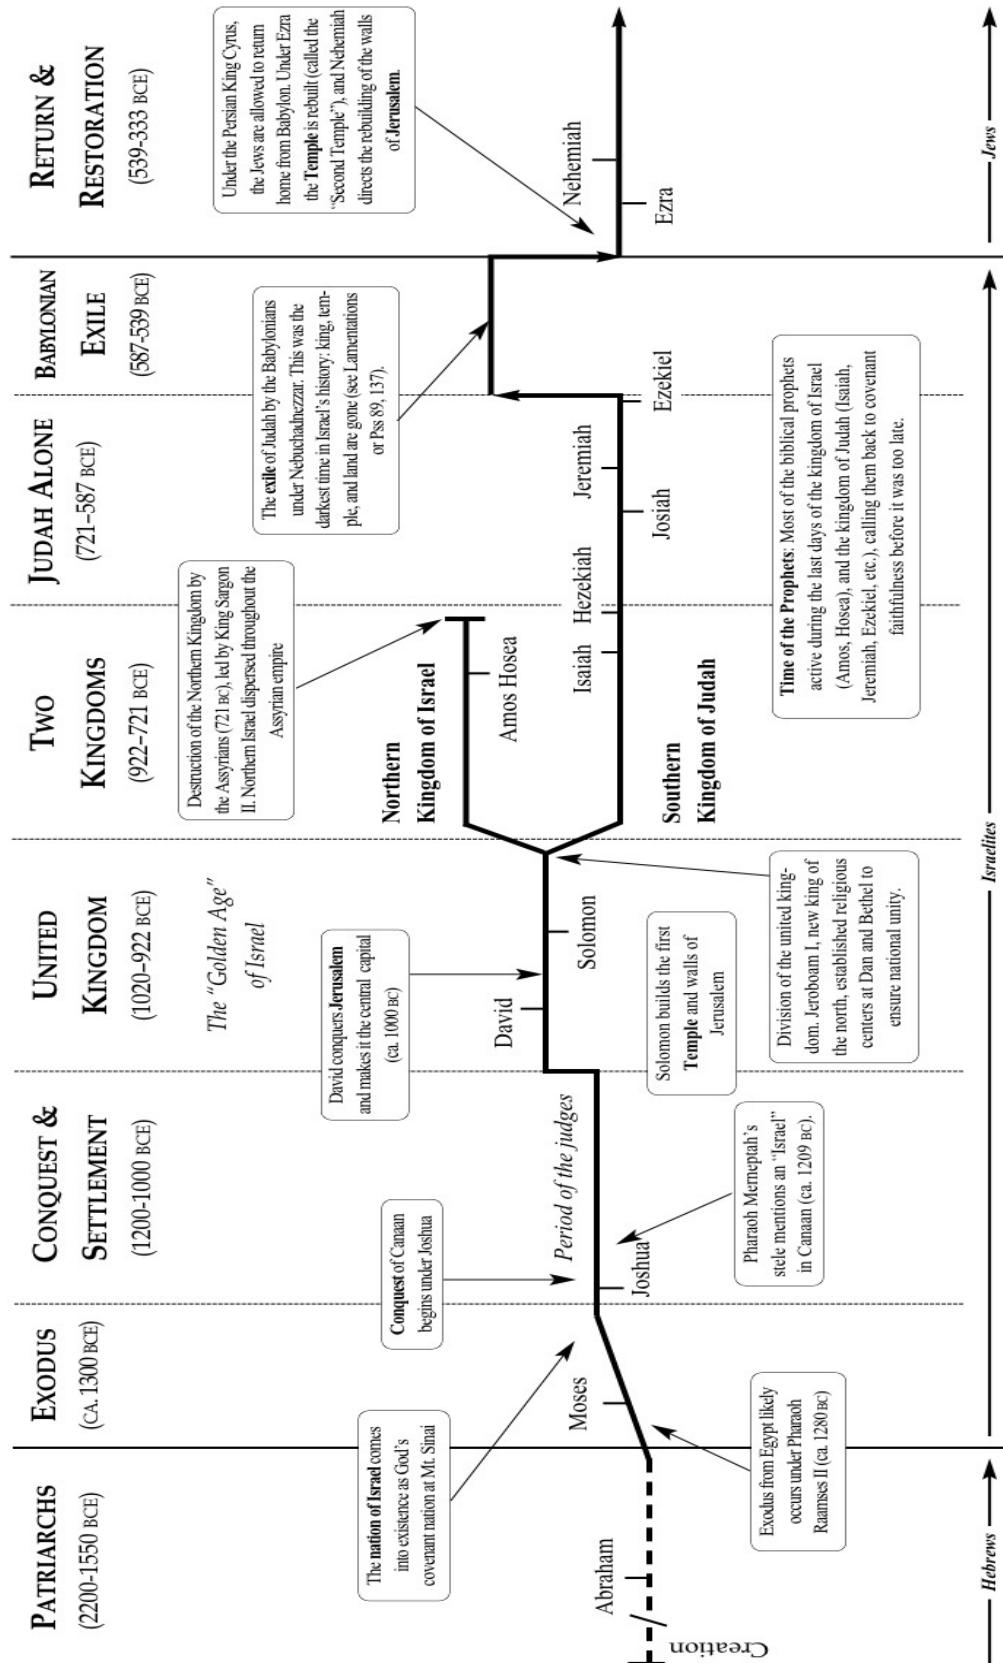 PATRIARCHS
(2200-1550 BCE)
EXODUS
(CA. 1300 BCE)
CONQUEST &
SETTLEMENT
(1200-1000 BCE)
UNITED
KINGDOM
(1020–922 BCE)
The “Golden Age”
of Israel
TWO
KINGDOMS
(922–721 BCE)
JUDAH ALONE
(721–587 BCE)
BABYLONIAN
EXILE
(587-539 BCE)
RETURN &
RESTORATION
(539-333 BCE)
The nation of Israel comes
into existence as God’s
covenant nation at Mt. Sinai
Conquest of Canaan
begins under Joshua
David conquers Jerusalem
and makes it the central capital
(ca. 1000 BC)
Destruction of the Northern Kingdom by
the Assyrians (721 BC), led by King Sargon
II. Northern Israel dispersed throughout the
Assyrian empire
The exile of Judah by the Babylonians
under Nebuchadnezzar. This was the
darkest time in Israel’s history: king, tem-
ple, and land are gone (see Lamentations
or Pss 89, 137).
Under the Persian King Cyrus,
the Jews are allowed to return
home from Babylon. Under Ezra
the Temple is rebuilt (called the
“Second Temple”), and Nehemiah
directs the rebuilding of the walls
of Jerusalem.
Creation
Abraham
Moses
Joshua
Period of the judges
David
Solomon
Northern
Kingdom of Israel
Amos Hosea
Southern
Kingdom of Judah
Isaiah
Hezekiah
Josiah
Jeremiah
Ezekiel
Ezra
Nehemiah
Exodus from Egypt likely
occurs under Pharaoh
Raamses II (ca. 1280 BC)
Pharaoh Merneptah’s
stele mentions an “Israel”
in Canaan (ca. 1209 BC).
Solomon builds the first
Temple and walls of
Jerusalem
Division of the united king-
dom. Jeroboam I, new king of
the north, established religious
centers at Dan and Bethel to
ensure national unity.
Time of the Prophets: Most of the biblical prophets
active during the last days of the kingdom of Israel
(Amos, Hosea), and the kingdom of Judah (Isaiah,
Jeremiah, Ezekiel, etc.), calling them back to covenant
faithfulness before it was too late.
Hebrews
Israelites
Jews